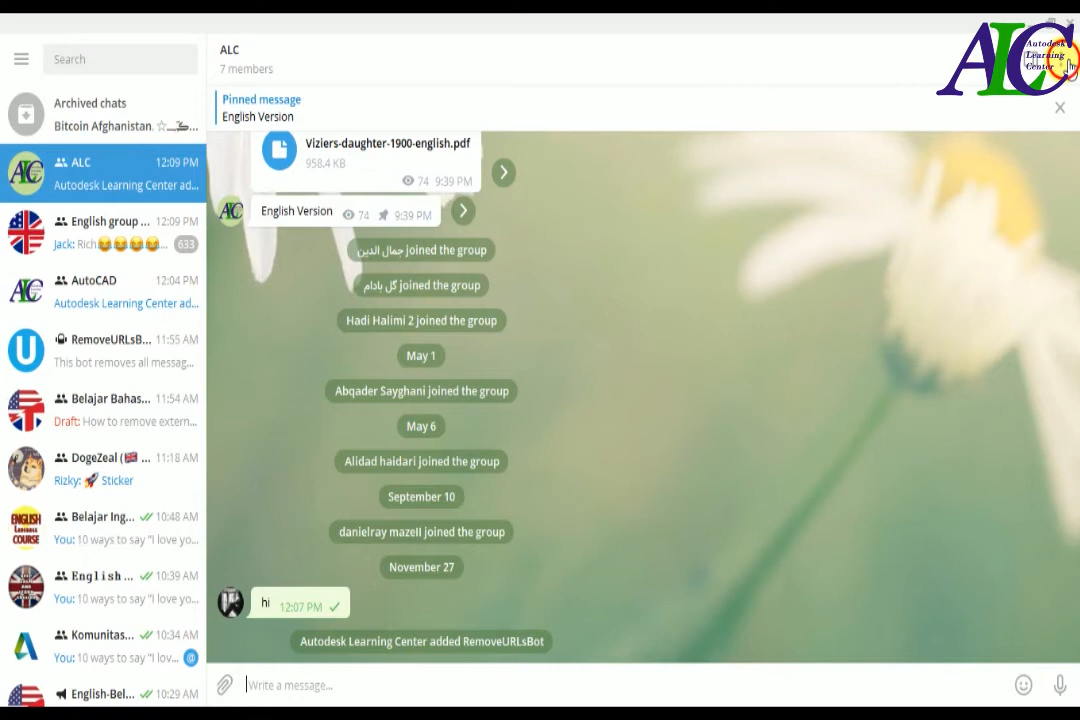 ALC
Autodesk
Learning
Center
Search
Archived chats
Bitcoin Afghanistan
ALC
12:09 PM
Autodesk Learning Center ad...
English group ...
12:09 PM
Jack: Rich😂😂😂😂...
633
AutoCAD
12:04 PM
Autodesk Learning Center ad...
RemoveURLsB...
11:55 AM
This bot removes all messag...
Belajar Bahas...
11:54 AM
Draft: How to remove extern...
DogeZeal (🇬🇧 ...
11:18 AM
Rizky: 🚀 Sticker
Belajar Ing...
10:48 AM
You: 10 ways to say "I love yo...
English ...
10:39 AM
You: 10 ways to say "I love yo...
Komunitas...
10:34 AM
You: 10 ways to say "I lov...
@
English-Bel...
10:29 AM
ENGLISH
COURSE
ALC
7 members
Pinned message
English Version
Viziers-daughter-1900-english.pdf
958.4 KB
74 9:39 PM
English Version 74 9:39 PM
جمال الدین joined the group
گل بادام joined the group
Hadi Halimi 2 joined the group
May 1
Abqader Sayghani joined the group
May 6
Alidad haidari joined the group
September 10
danielray mazell joined the group
November 27
hi 12:07 PM
Autodesk Learning Center added RemoveURLsBot
Write a message...